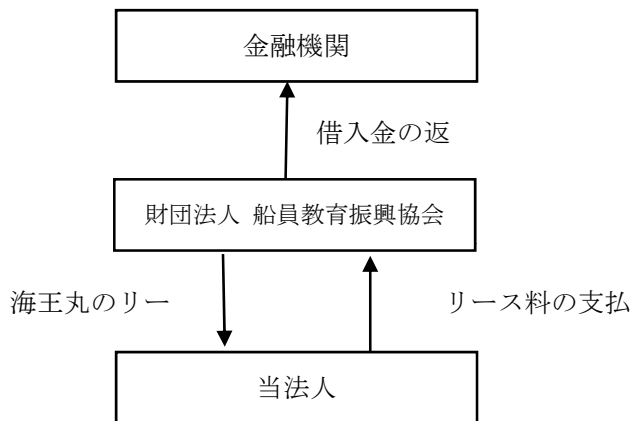 金融機関
借入金の返
財団法人 船員教育振興協会
海王丸のリー
リース料の支払
当法人